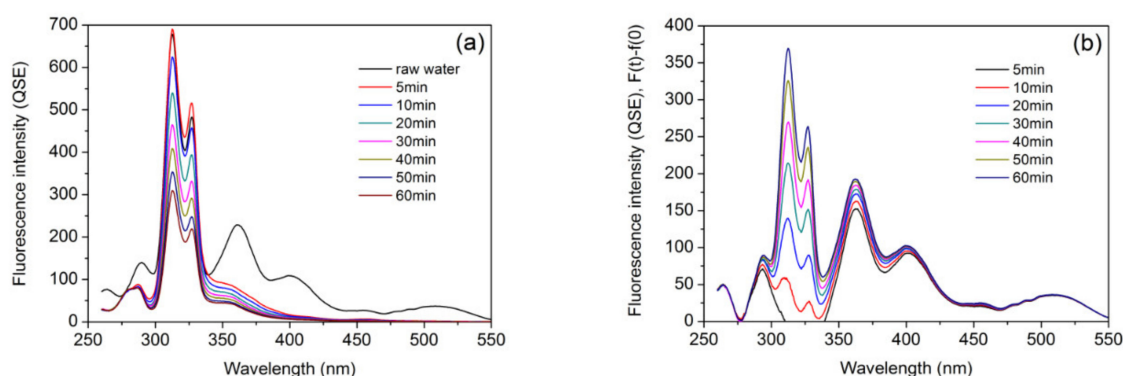 (a)
Fluorescence intensity (QSE)
700
600
500
400
300
200
100
0
raw water
5min
10min
20min
30min
40min
50min
60min
250 300 350 400 450 500 550
Wavelength (nm)
(b)
Fluorescence intensity (QSE), F(t)-f(0)
400
350
300
250
200
150
100
50
0
5min
10min
20min
30min
40min
50min
60min
250 300 350 400 450 500 550
Wavelength (nm)